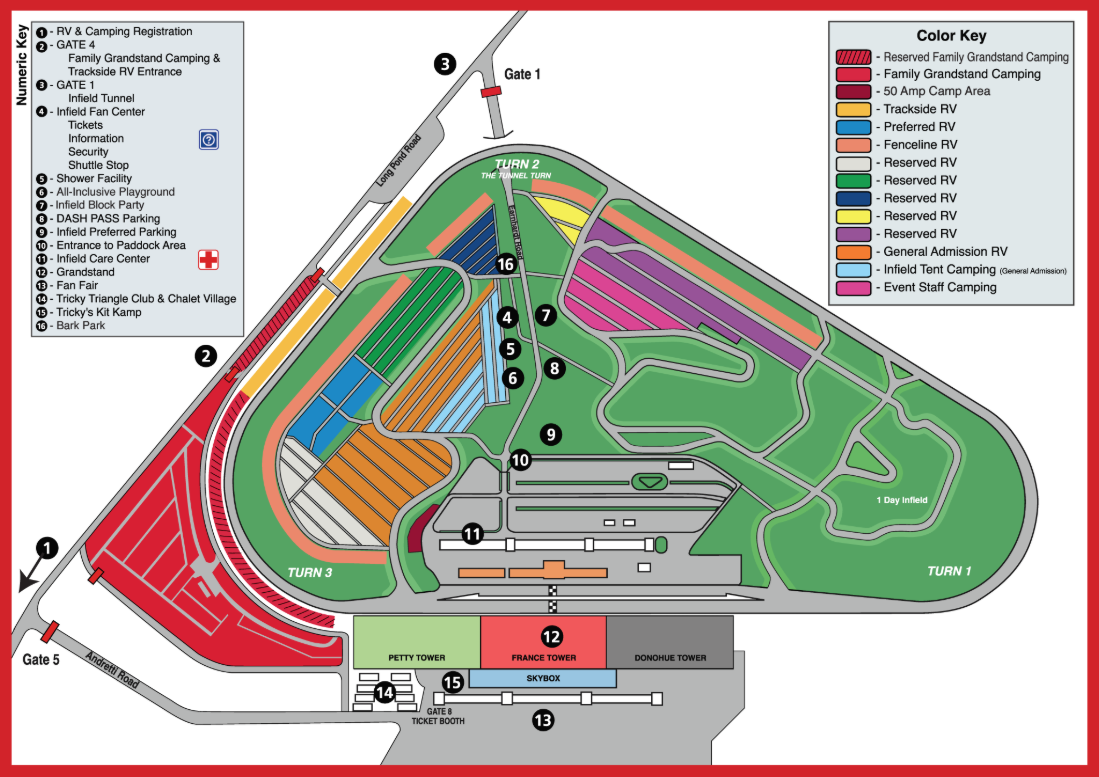 Numeric Key
1 - RV & Camping Registration
2 - GATE 4
Family Grandstand Camping &
Trackside RV Entrance
3 - GATE 1
Infield Tunnel
4 - Infield Fan Center
Tickets
Information
Security
Shuttle Stop
5 - Shower Facility
6 - All-Inclusive Playground
7 - Infield Block Party
8 - DASH PASS Parking
9 - Infield Preferred Parking
10 - Entrance to Paddock Area
11 - Infield Care Center
12 - Grandstand
13 - Fan Fair
14 - Tricky Triangle Club & Chalet Village
15 - Tricky's Kit Kamp
16 - Bark Park
?
Color Key
- Reserved Family Grandstand Camping
- Family Grandstand Camping
- 50 Amp Camp Area
- Trackside RV
- Preferred RV
- Fenceline RV
- Reserved RV
- Reserved RV
- Reserved RV
- Reserved RV
- Reserved RV
- General Admission RV
- Infield Tent Camping (General Admission)
- Event Staff Camping
3
Gate 1
Long Pond Road
TURN 2
THE TUNNEL TURN
Earnhardt Road
16
4
7
5
2
8
6
9
10
1 Day Infield
11
1
TURN 3
TURN 1
Gate 5
Andretti Road
12
PETTY TOWER
FRANCE TOWER
DONOHUE TOWER
SKYBOX
15
14
GATE 8
TICKET BOOTH
13